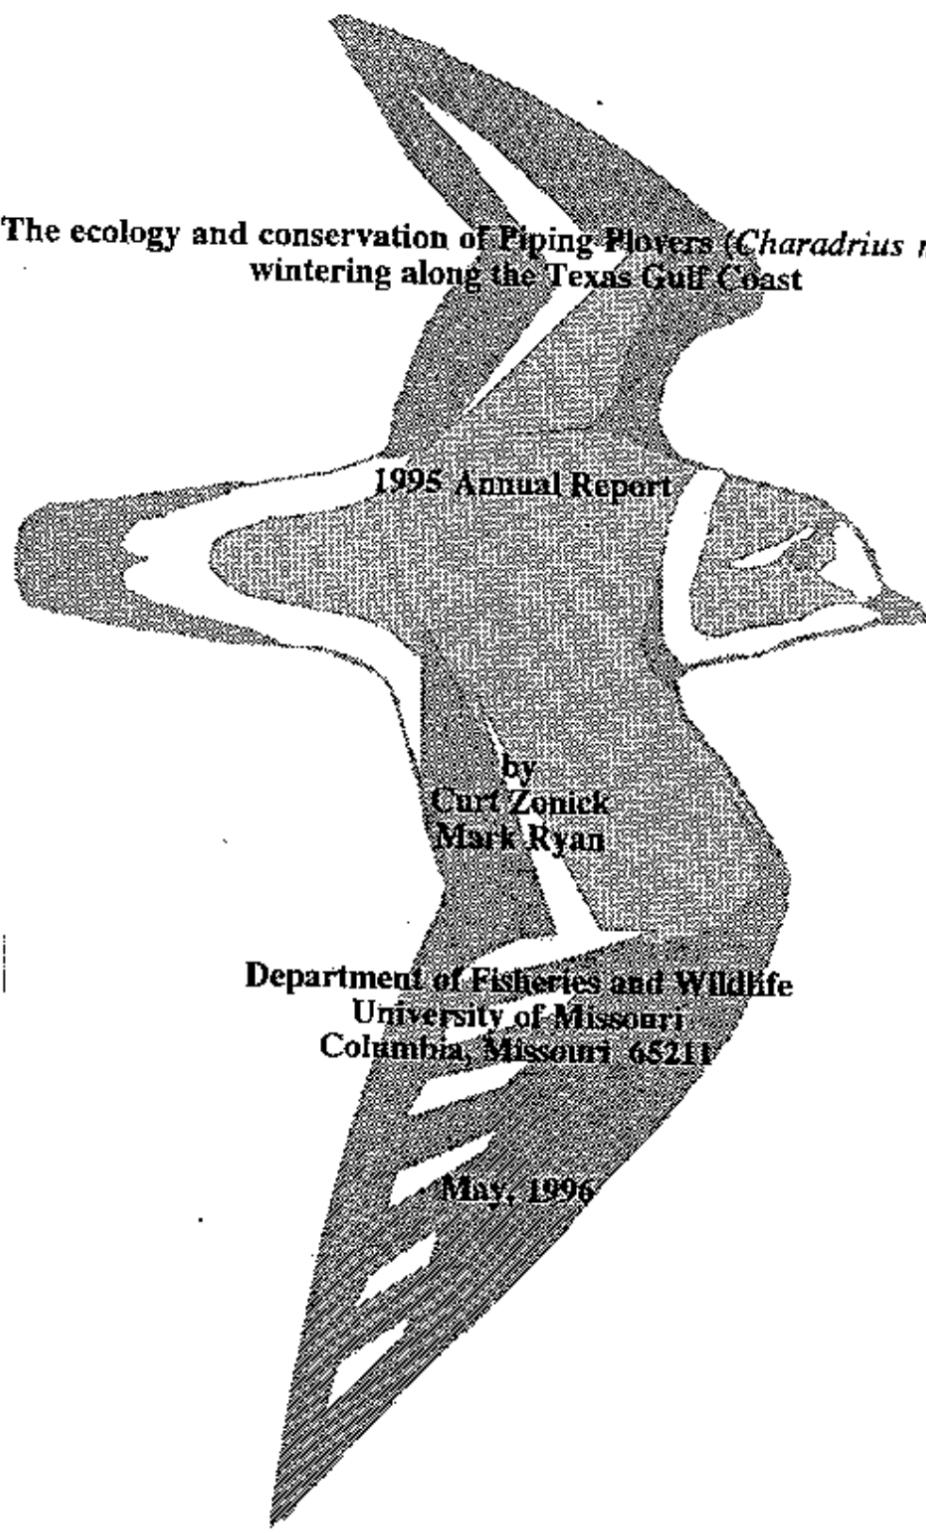 The ecology and conservation of Piping Plovers (Charadrius
wintering along the Texas Gulf Coast
1995 Annual Report
by
Curt Zonick
Mark Ryan
Department of Fisheries and Wildlife
University of Missouri
Columbia, Missouri 65211
May, 1996